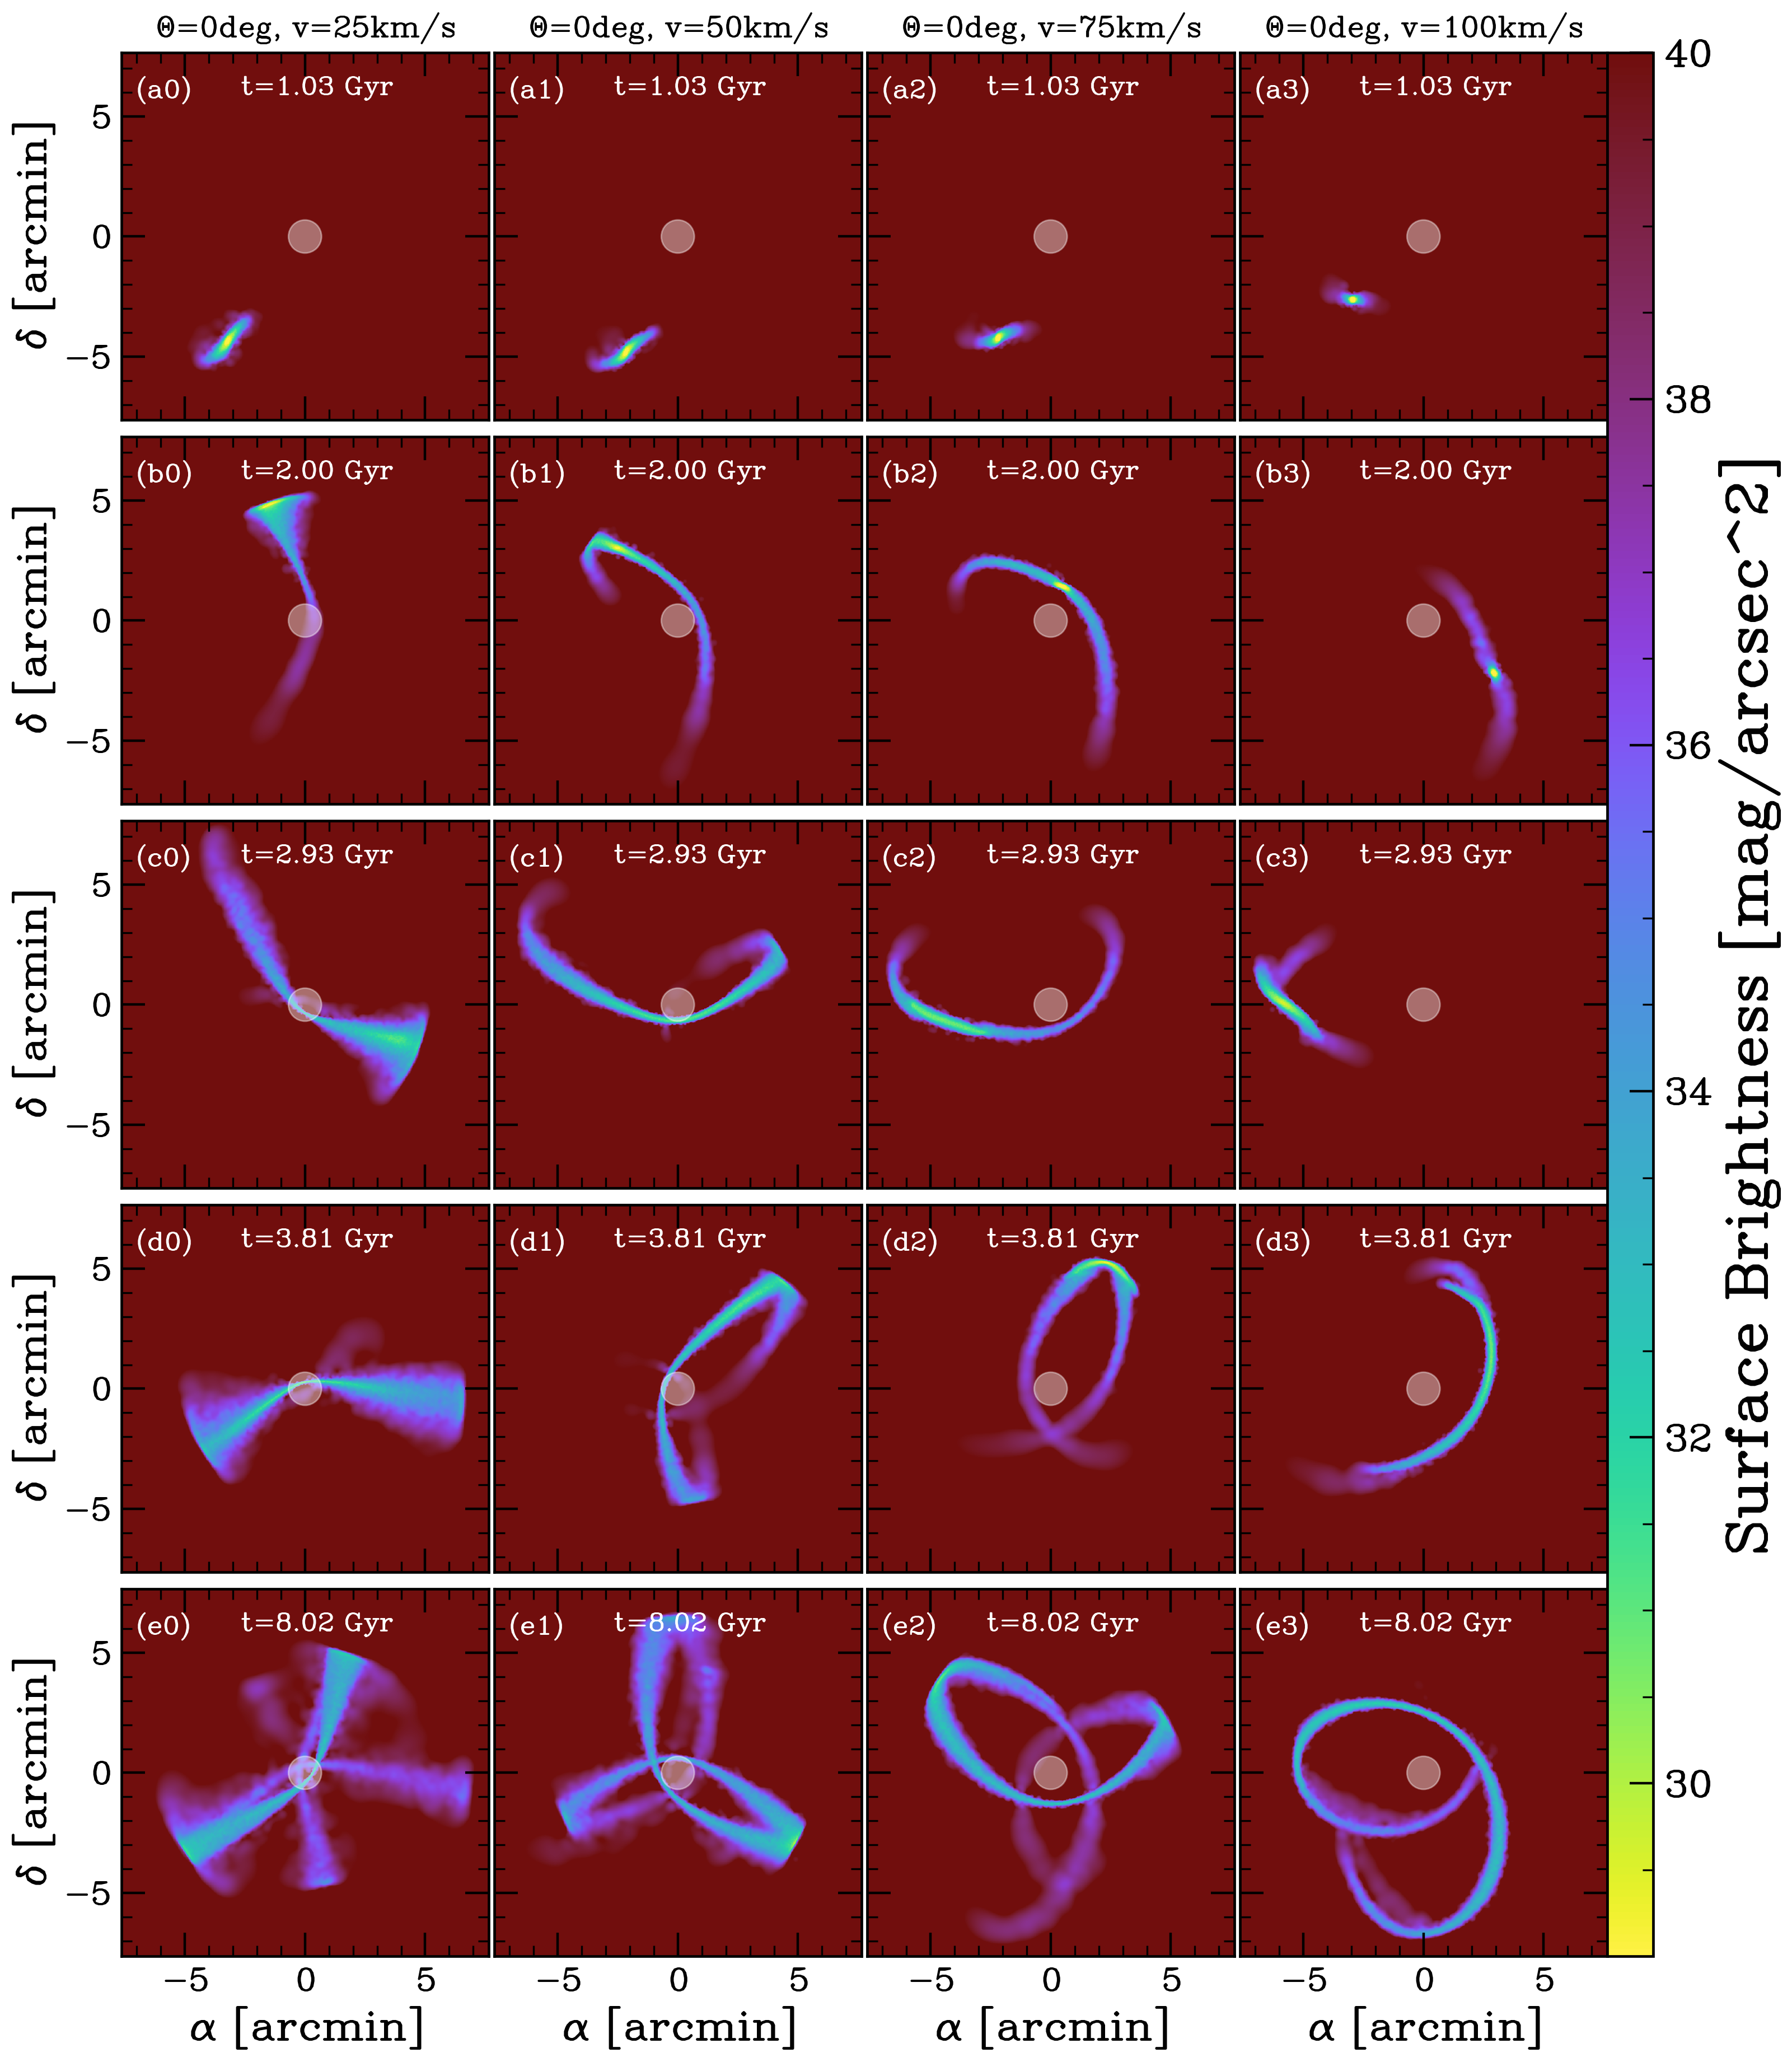 Θ=0deg, v=25km/s Θ=0deg, v=50km/s Θ=0deg, v=75km/s Θ=0deg, v=100km/s
(a0) t=1.03 Gyr (a1) t=1.03 Gyr (a2) t=1.03 Gyr (a3) t=1.03 Gyr
5
0
−5
δ [arcmin]
(b0) t=2.00 Gyr (b1) t=2.00 Gyr (b2) t=2.00 Gyr (b3) t=2.00 Gyr
5
0
−5
δ [arcmin]
(c0) t=2.93 Gyr (c1) t=2.93 Gyr (c2) t=2.93 Gyr (c3) t=2.93 Gyr
5
0
−5
δ [arcmin]
(d0) t=3.81 Gyr (d1) t=3.81 Gyr (d2) t=3.81 Gyr (d3) t=3.81 Gyr
5
0
−5
δ [arcmin]
(e0) t=8.02 Gyr (e1) t=8.02 Gyr (e2) t=8.02 Gyr (e3) t=8.02 Gyr
5
0
−5
δ [arcmin]
−5 0 5 −5 0 5 −5 0 5 −5 0 5
α [arcmin] α [arcmin] α [arcmin] α [arcmin]
40
38
36
34
32
30
Surface Brightness [mag/arcsec^2]